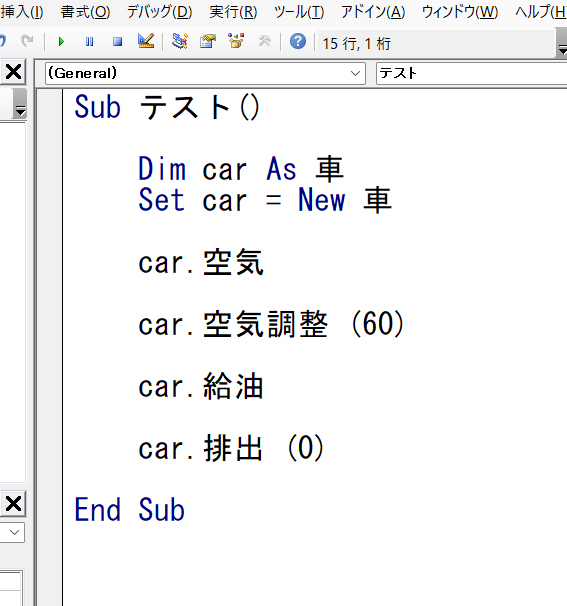 挿入(I) 書式(O) デバッグ(D) 実行(R) ツール(T) アドイン(A) ウィンドウ(W) ヘルプ(H
15 行, 1 桁
(General) テスト
Sub テスト()
Dim car As 車
Set car = New 車
car.空気
car.空気調整 (60)
car.給油
car.排出 (0)
End Sub